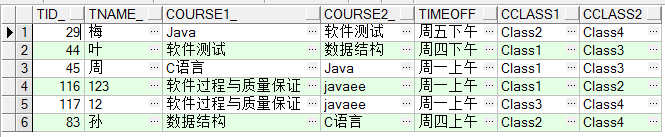 TID_ TNAME_ COURSE1_ COURSE2_ TIMEOFF CCLASS1 CCLASS2
1 29 梅 … Java … 软件测试 … 周五下午 … Class2 … Class4 …
2 44 叶 … 软件测试 … 数据结构 … 周四下午 … Class1 … Class3 …
3 45 周 … C语言 … Java … 周一上午 … Class1 … Class3 …
4 116 123 … 软件过程与质量保证 … javaee … 周一上午 … Class1 … Class2 …
5 117 12 … 软件过程与质量保证 … javaee … 周一上午 … Class3 … Class4 …
6 83 孙 … 数据结构 … C语言 … 周四上午 … Class2 … Class4 …